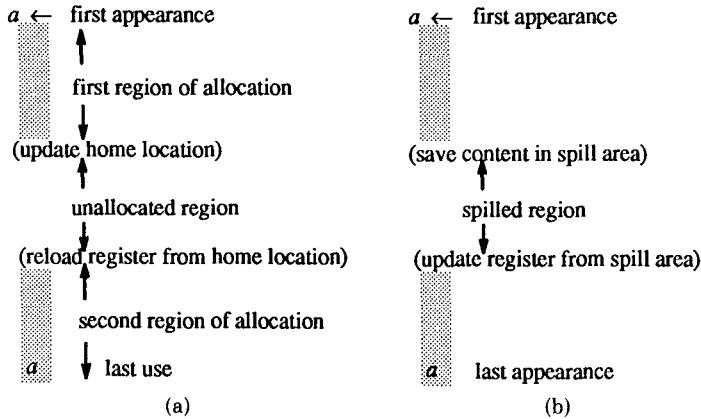 a ← first appearance
first region of allocation
(update home location)
unallocated region
(reload register from home location)
second region of allocation
a last use
(a)
a ← first appearance
(save content in spill area)
spilled region
(update register from spill area)
a last appearance
(b)